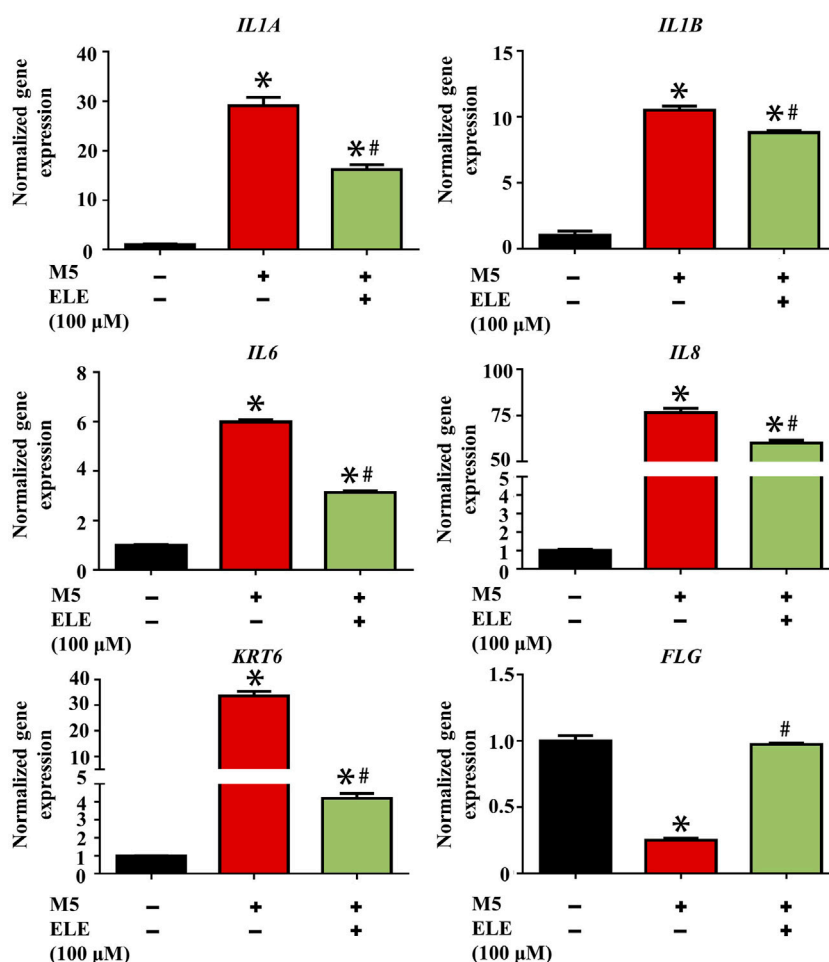 IL1A
Normalized gene
expression
40
30
20
10
0
*
*#
M5 – + +
ELE – – +
(100 µM)
IL1B
Normalized gene
expression
15
10
5
0
*
*#
M5 – + +
ELE – – +
(100 µM)
IL6
Normalized gene
expression
8
6
4
2
0
*
*#
M5 – + +
ELE – – +
(100 µM)
IL8
Normalized gene
expression
100
75
50
5
4
3
2
1
0
*
*#
M5 – + +
ELE – – +
(100 µM)
KRT6
Normalized gene
expression
40
30
20
10
5
4
3
2
1
0
*
*#
M5 – + +
ELE – – +
(100 µM)
FLG
Normalized gene
expression
1.5
1.0
0.5
0
*
#
M5 – + +
ELE – – +
(100 µM)